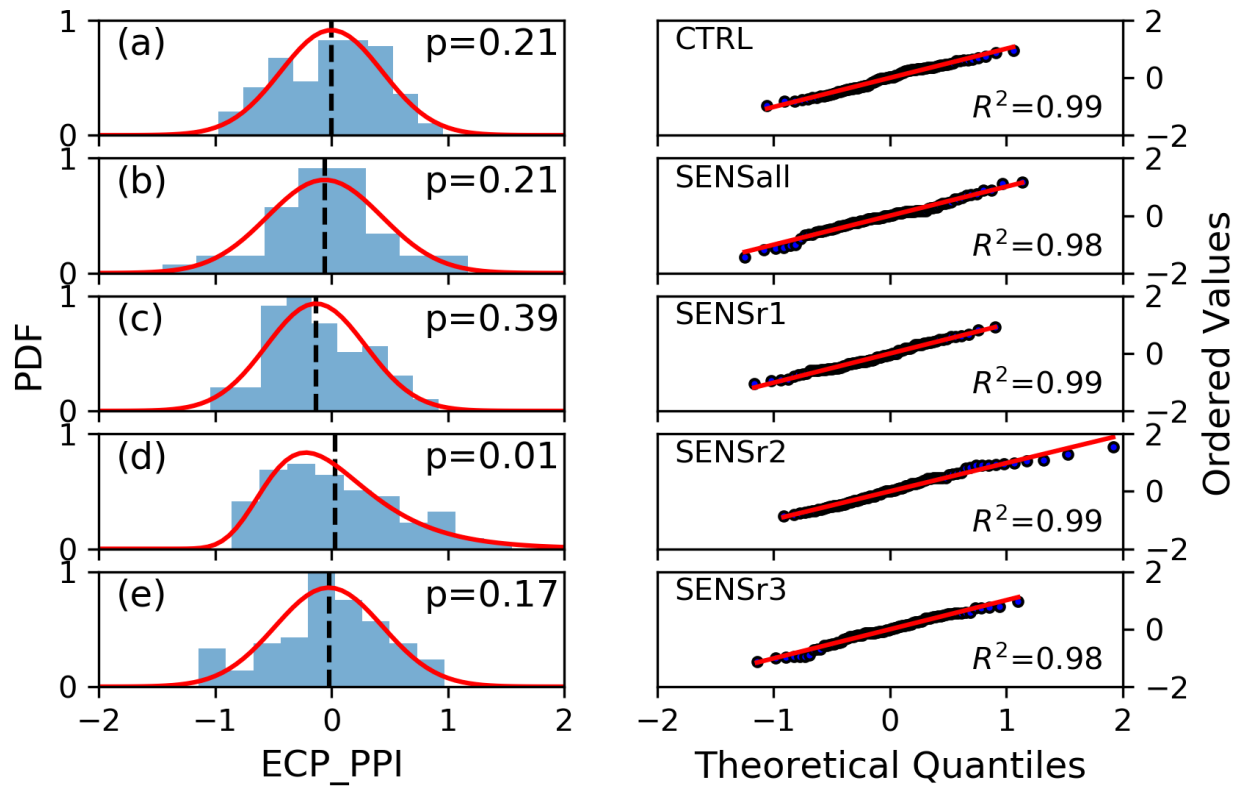 1
(a)
p=0.21
0
CTRL
2
0
−2
R²=0.99
1
(b)
p=0.21
0
SENSall
2
0
−2
R²=0.98
1
(c)
p=0.39
0
SENSr1
2
0
−2
R²=0.99
1
(d)
p=0.01
0
SENSr2
2
0
−2
R²=0.99
1
(e)
p=0.17
0
SENSr3
2
0
−2
R²=0.98
PDF
Ordered Values
−2 −1 0 1 2
−2 −1 0 1 2
ECP_PPI
Theoretical Quantiles